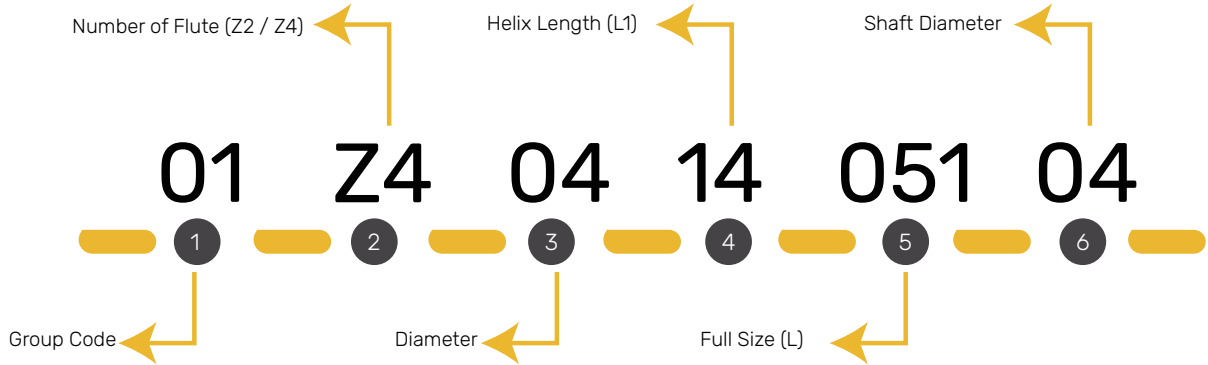 Number of Flute (Z2 / Z4)
Helix Length (L1)
Shaft Diameter
01 Z4 04 14 051 04
1 2 3 4 5 6
Group Code
Diameter
Full Size (L)